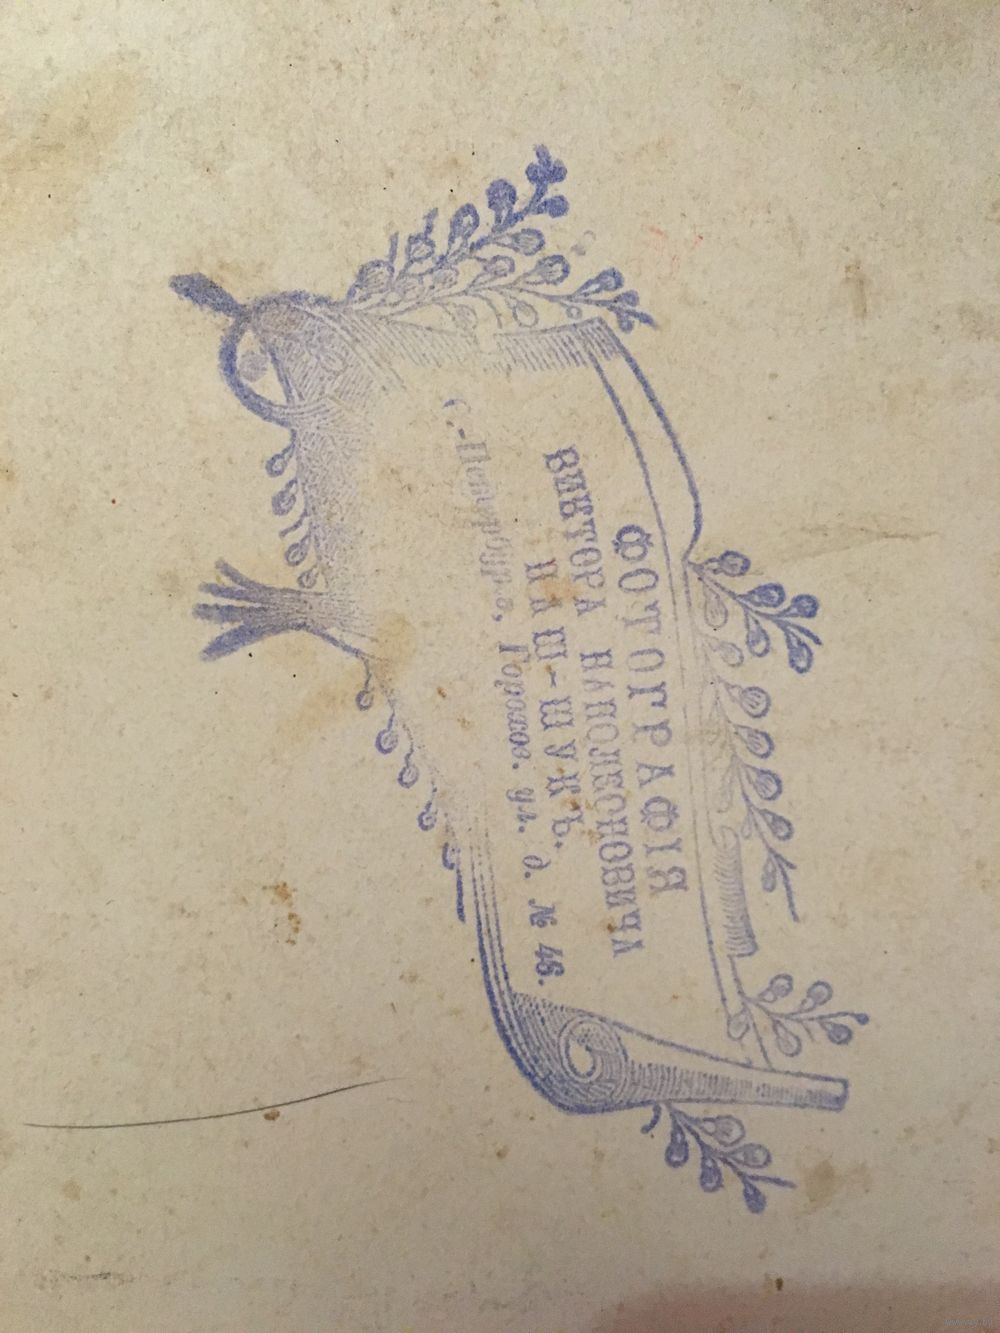 ФОТОГРАФІЯ
ВИКТОРА НАПОЛЕОНОВИЧА
ПАШ-ШУКЪ.
С.-Петербургъ, Горохов. ул. д. № 46.